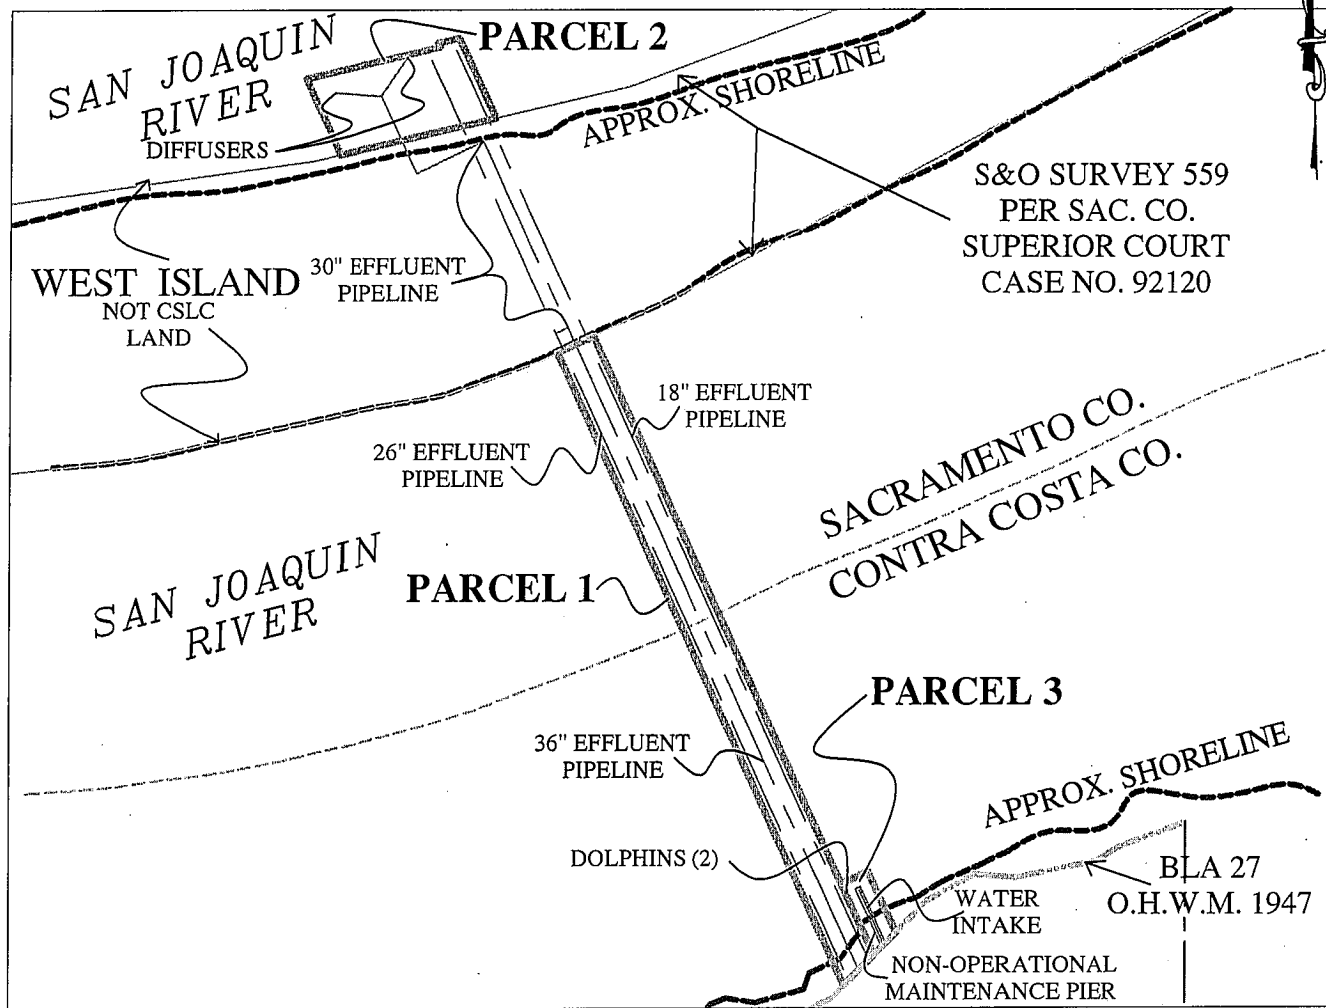 SAN JOAQUIN
RIVER
PARCEL 2
DIFFUSERS
APPROX. SHORELINE
S&O SURVEY 559
PER SAC. CO.
SUPERIOR COURT
CASE NO. 92120
WEST ISLAND
NOT CSLC
LAND
30" EFFLUENT
PIPELINE
18" EFFLUENT
PIPELINE
26" EFFLUENT
PIPELINE
SACRAMENTO CO.
CONTRA COSTA CO.
SAN JOAQUIN
RIVER
PARCEL 1
PARCEL 3
36" EFFLUENT
PIPELINE
APPROX. SHORELINE
DOLPHINS (2)
BLA 27
O.H.W.M. 1947
WATER
INTAKE
NON-OPERATIONAL
MAINTENANCE PIER